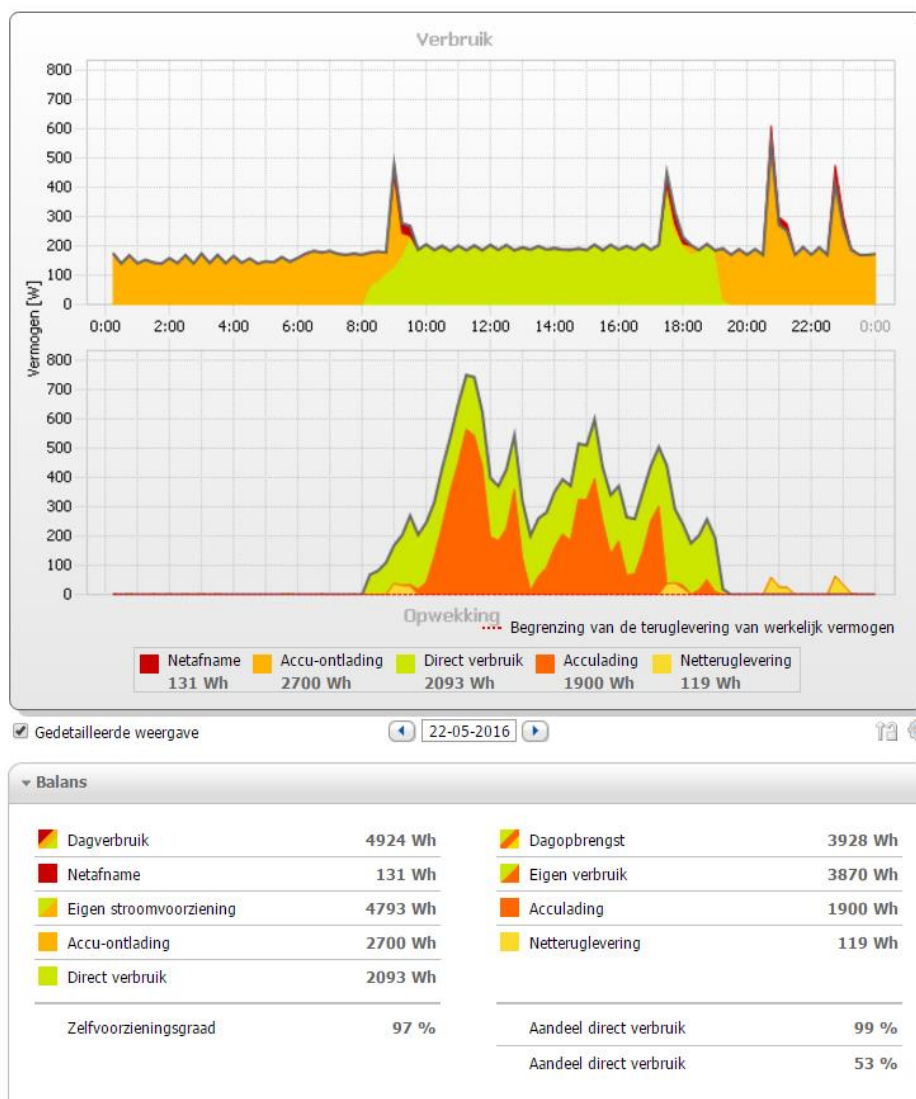 Verbruik
800
700
600
500
400
300
200
100
0
Vermogen [W]
0:00 2:00 4:00 6:00 8:00 10:00 12:00 14:00 16:00 18:00 20:00 22:00 0:00
800
700
600
500
400
300
200
100
0
Opwekking
Begrenzing van de teruglevering van werkelijk vermogen
Netafname Accu-ontlading Direct verbruik Acculading Netteruglevering
131 Wh 2700 Wh 2093 Wh 1900 Wh 119 Wh
Gedetailleerde weergave 22-05-2016
Balans
Dagverbruik 4924 Wh Dagopbrengst 3928 Wh
Netafname 131 Wh Eigen verbruik 3870 Wh
Eigen stroomvoorziening 4793 Wh Acculading 1900 Wh
Accu-ontlading 2700 Wh Netteruglevering 119 Wh
Direct verbruik 2093 Wh
Zelfvoorzieningsgraad 97 % Aandeel direct verbruik 99 %
Aandeel direct verbruik 53 %